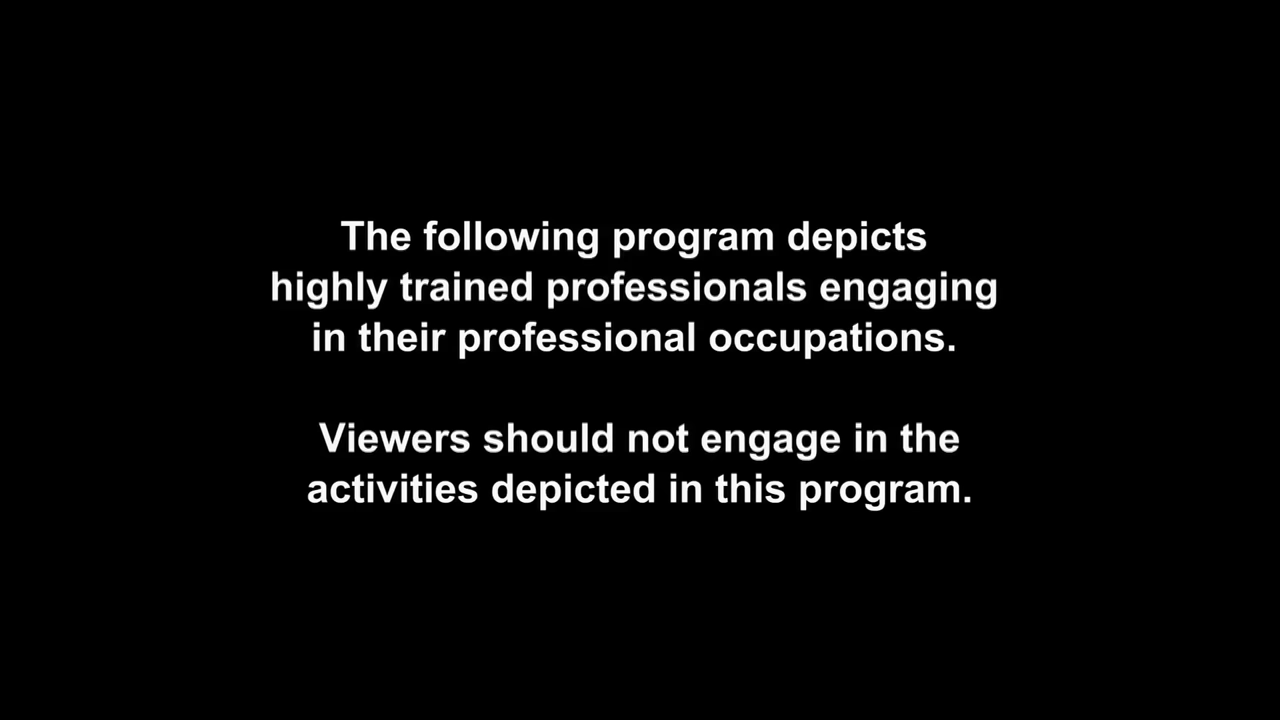 The following program depicts
highly trained professionals engaging
in their professional occupations.
Viewers should not engage in the
activities depicted in this program.